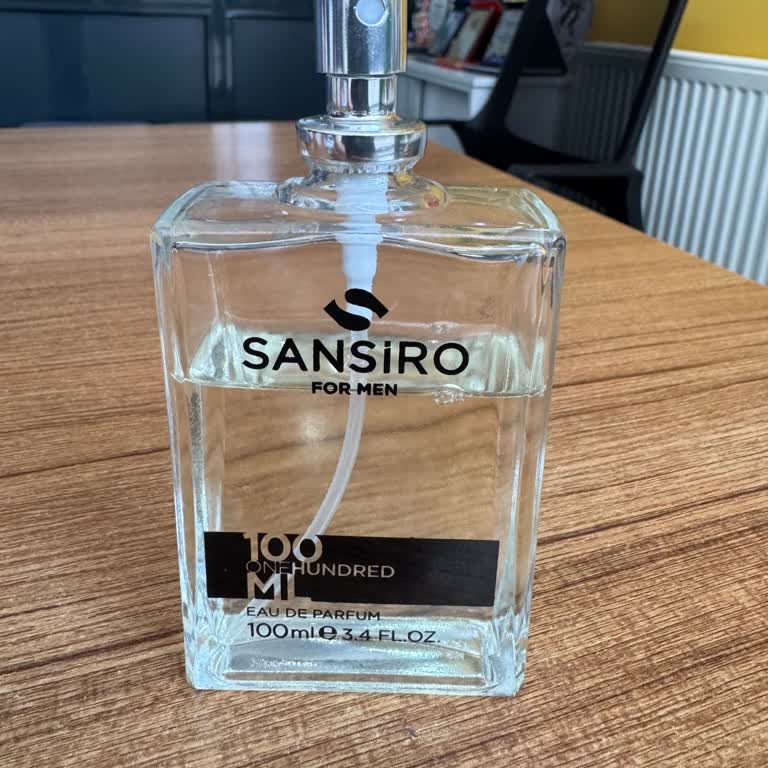 SANSiRO
FOR MEN
100
ONEHUNDRED
ML
EAU DE PARFUM
100ml e 3.4 FL.OZ.